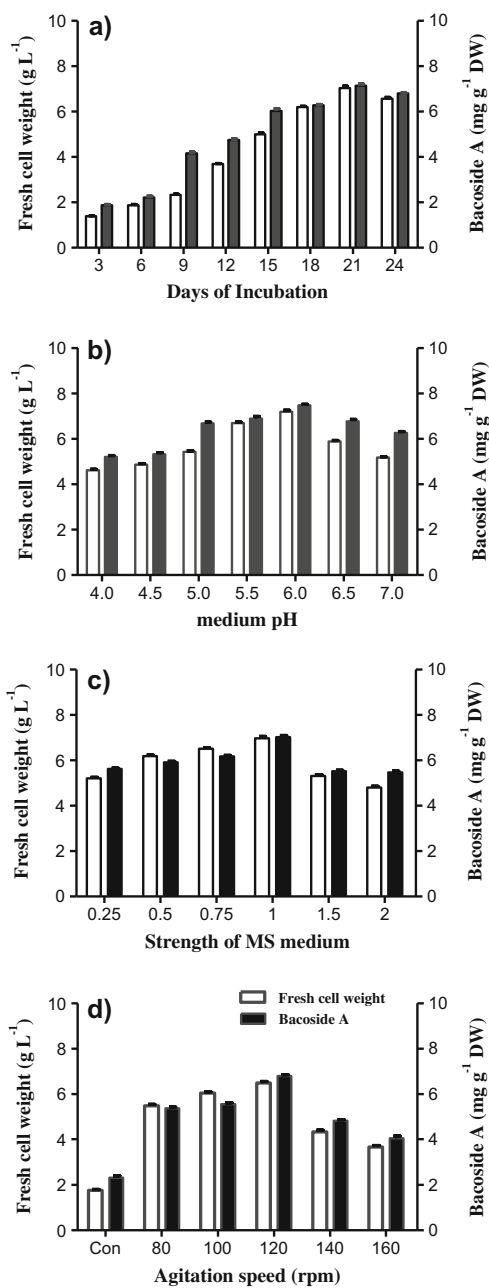 a)
Fresh cell weight (g L-1)
Bacoside A (mg g-1 DW)
10
8
6
4
2
0
10
8
6
4
2
0
3 6 9 12 15 18 21 24
Days of Incubation
b)
Fresh cell weight (g L-1)
Bacoside A (mg g-1 DW)
10
8
6
4
2
0
10
8
6
4
2
0
4.0 4.5 5.0 5.5 6.0 6.5 7.0
medium pH
c)
Fresh cell weight (g L-1)
Bacoside A (mg g-1 DW)
10
8
6
4
2
0
10
8
6
4
2
0
0.25 0.5 0.75 1 1.5 2
Strength of MS medium
d)
Fresh cell weight
Bacoside A
Fresh cell weight (g L-1)
Bacoside A (mg g-1 DW)
10
8
6
4
2
0
10
8
6
4
2
0
Con 80 100 120 140 160
Agitation speed (rpm)